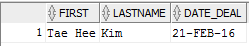 FIRST LASTNAME DATE_DEAL
1 Tae Hee Kim 21-FEB-16